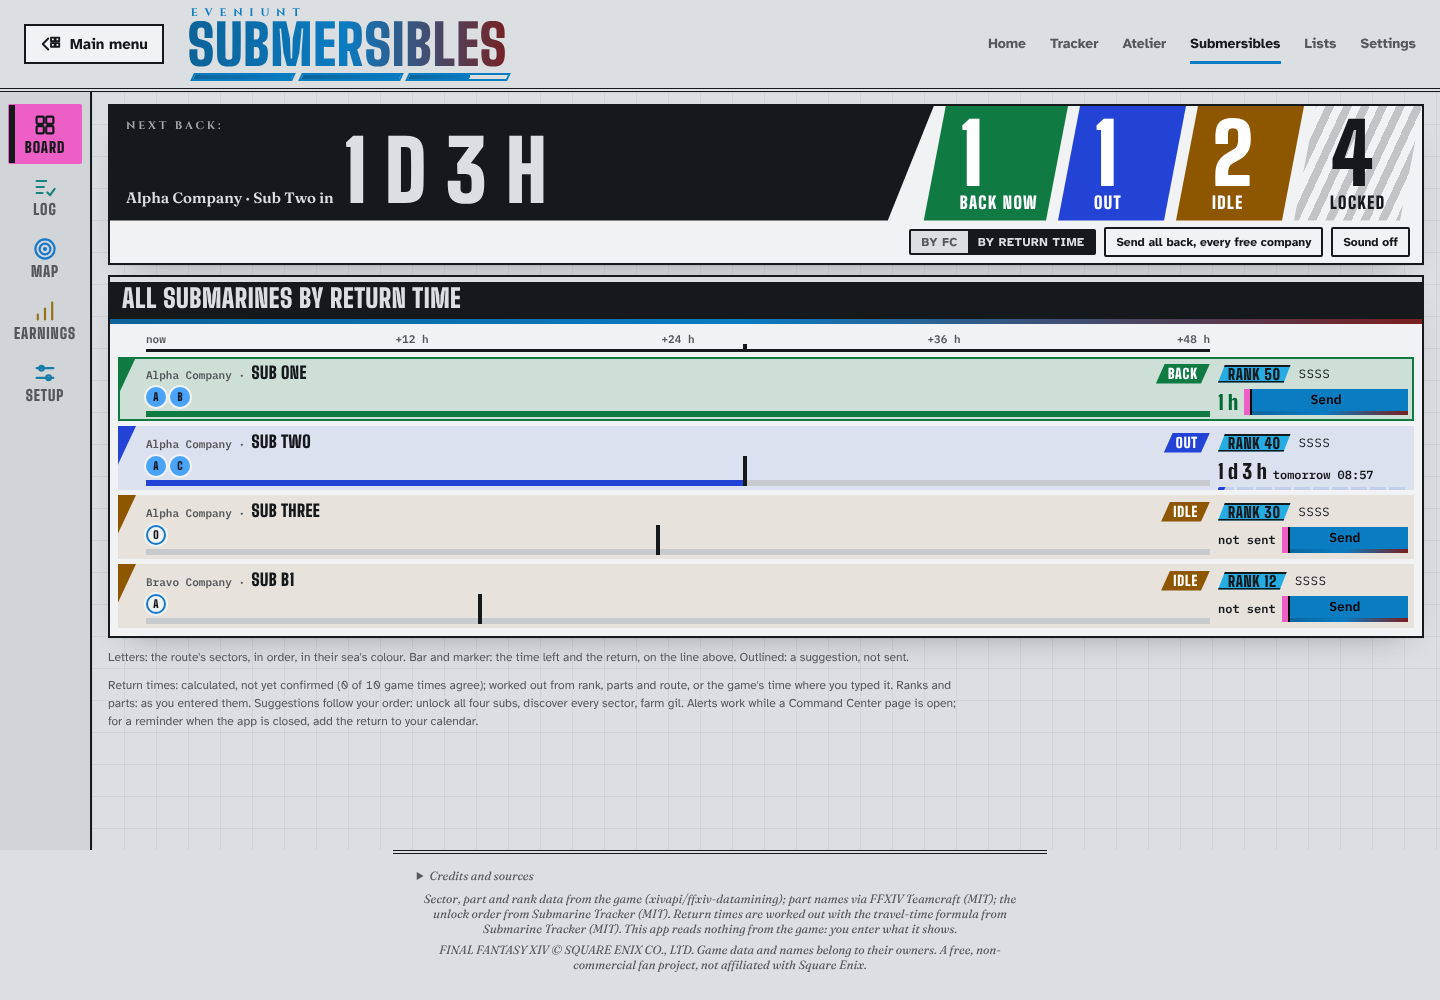 Main menu
EVENIUNT
SUBMERSIBLES
Home
Tracker
Atelier
Submersibles
Lists
Settings
BOARD
LOG
MAP
EARNINGS
SETUP
NEXT BACK:
Alpha Company · Sub Two in 1D3H
1
BACK NOW
1
OUT
2
IDLE
4
LOCKED
BY FC
BY RETURN TIME
Send all back, every free company
Sound off
ALL SUBMARINES BY RETURN TIME
now
+12 h
+24 h
+36 h
+48 h
Alpha Company · SUB ONE
BACK
RANK 50 SSSS
A B
1 h
Send
Alpha Company · SUB TWO
OUT
RANK 40 SSSS
A C
1 d 3 h tomorrow 08:57
Alpha Company · SUB THREE
IDLE
RANK 30 SSSS
O
not sent
Send
Bravo Company · SUB B1
IDLE
RANK 12 SSSS
A
not sent
Send
Letters: the route's sectors, in order, in their sea's colour. Bar and marker: the time left and the return, on the line above. Outlined: a suggestion, not sent.
Return times: calculated, not yet confirmed (0 of 10 game times agree); worked out from rank, parts and route, or the game's time where you typed it. Ranks and
parts: as you entered them. Suggestions follow your order: unlock all four subs, discover every sector, farm gil. Alerts work while a Command Center page is open;
for a reminder when the app is closed, add the return to your calendar.
Credits and sources
Sector, part and rank data from the game (xivapi/ffxiv-datamining); part names via FFXIV Teamcraft (MIT); the
unlock order from Submarine Tracker (MIT). Return times are worked out with the travel-time formula from
Submarine Tracker (MIT). This app reads nothing from the game: you enter what it shows.
FINAL FANTASY XIV © SQUARE ENIX CO., LTD. Game data and names belong to their owners. A free, non-
commercial fan project, not affiliated with Square Enix.